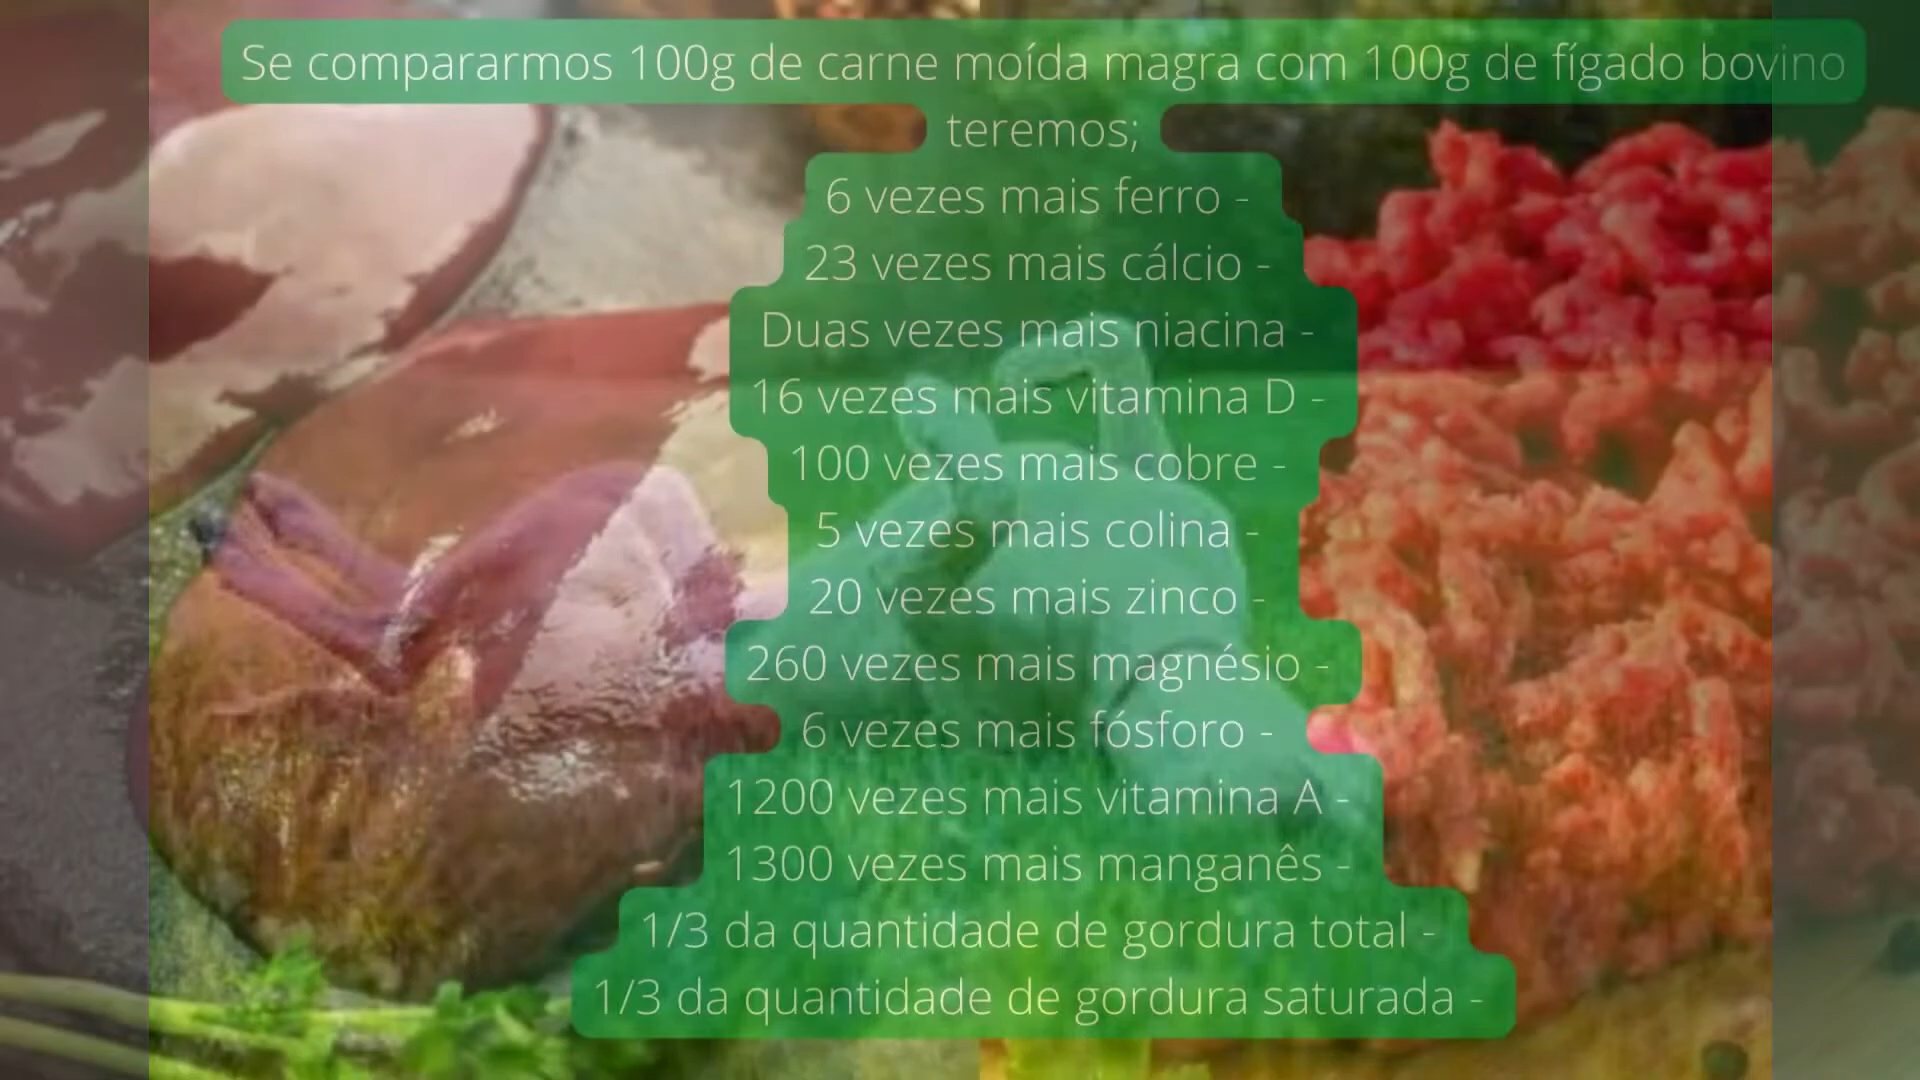 Se compararmos 100g de carne moída magra com 100g de fígado bovino
teremos;
6 vezes mais ferro -
23 vezes mais cálcio -
Duas vezes mais niacina -
16 vezes mais vitamina D -
100 vezes mais cobre -
5 vezes mais colina -
20 vezes mais zinco -
260 vezes mais magnésio -
6 vezes mais fósforo -
1200 vezes mais vitamina A -
1300 vezes mais manganês -
1/3 da quantidade de gordura total -
1/3 da quantidade de gordura saturada -